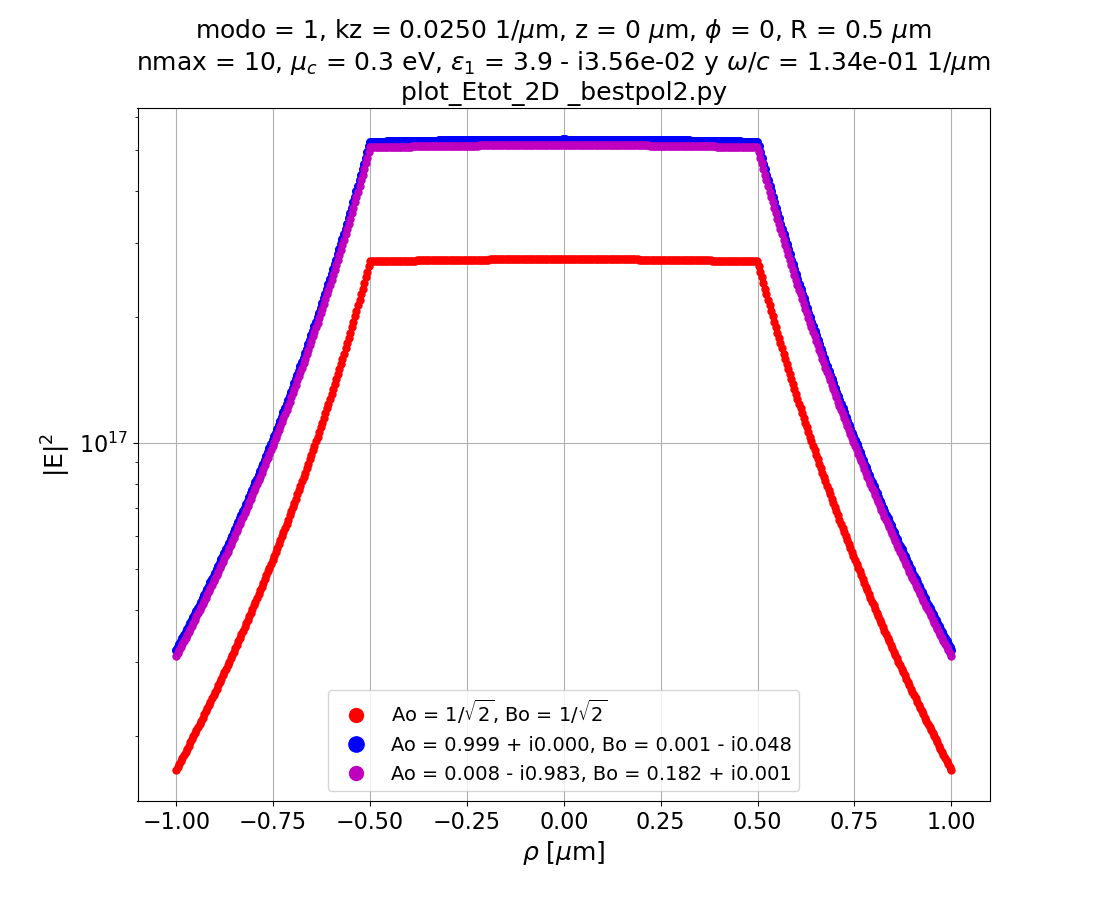 modo = 1, kz = 0.0250 1/μm, z = 0 μm, ϕ = 0, R = 0.5 μm
nmax = 10, μ_c = 0.3 eV, ε₁ = 3.9 - i3.56e-02 y ω/c = 1.34e-01 1/μm
plot_Etot_2D _bestpol2.py
|E|²
10¹⁷
Ao = 1/√2, Bo = 1/√2
Ao = 0.999 + i0.000, Bo = 0.001 - i0.048
Ao = 0.008 - i0.983, Bo = 0.182 + i0.001
−1.00 −0.75 −0.50 −0.25 0.00 0.25 0.50 0.75 1.00
ρ [μm]